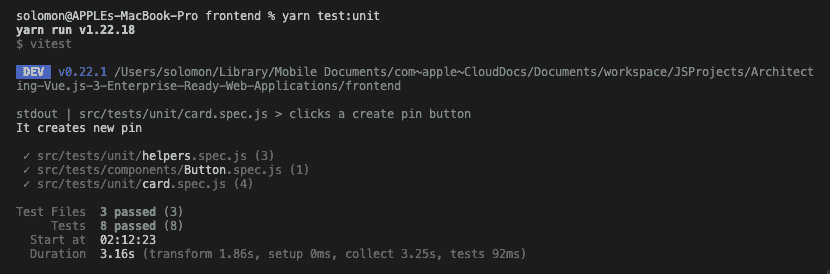 solomon@APPLEs-MacBook-Pro frontend % yarn test:unit
yarn run v1.22.18
$ vitest
DEV v0.22.1 /Users/solomon/Library/Mobile Documents/com~apple~CloudDocs/Documents/workspace/JSProjects/Architect
ing-Vue.js-3-Enterprise-Ready-Web-Applications/frontend
stdout | src/tests/unit/card.spec.js > clicks a create pin button
It creates new pin
✓ src/tests/unit/helpers.spec.js (3)
✓ src/tests/components/Button.spec.js (1)
✓ src/tests/unit/card.spec.js (4)
Test Files 3 passed (3)
Tests 8 passed (8)
Start at 02:12:23
Duration 3.16s (transform 1.86s, setup 0ms, collect 3.25s, tests 92ms)